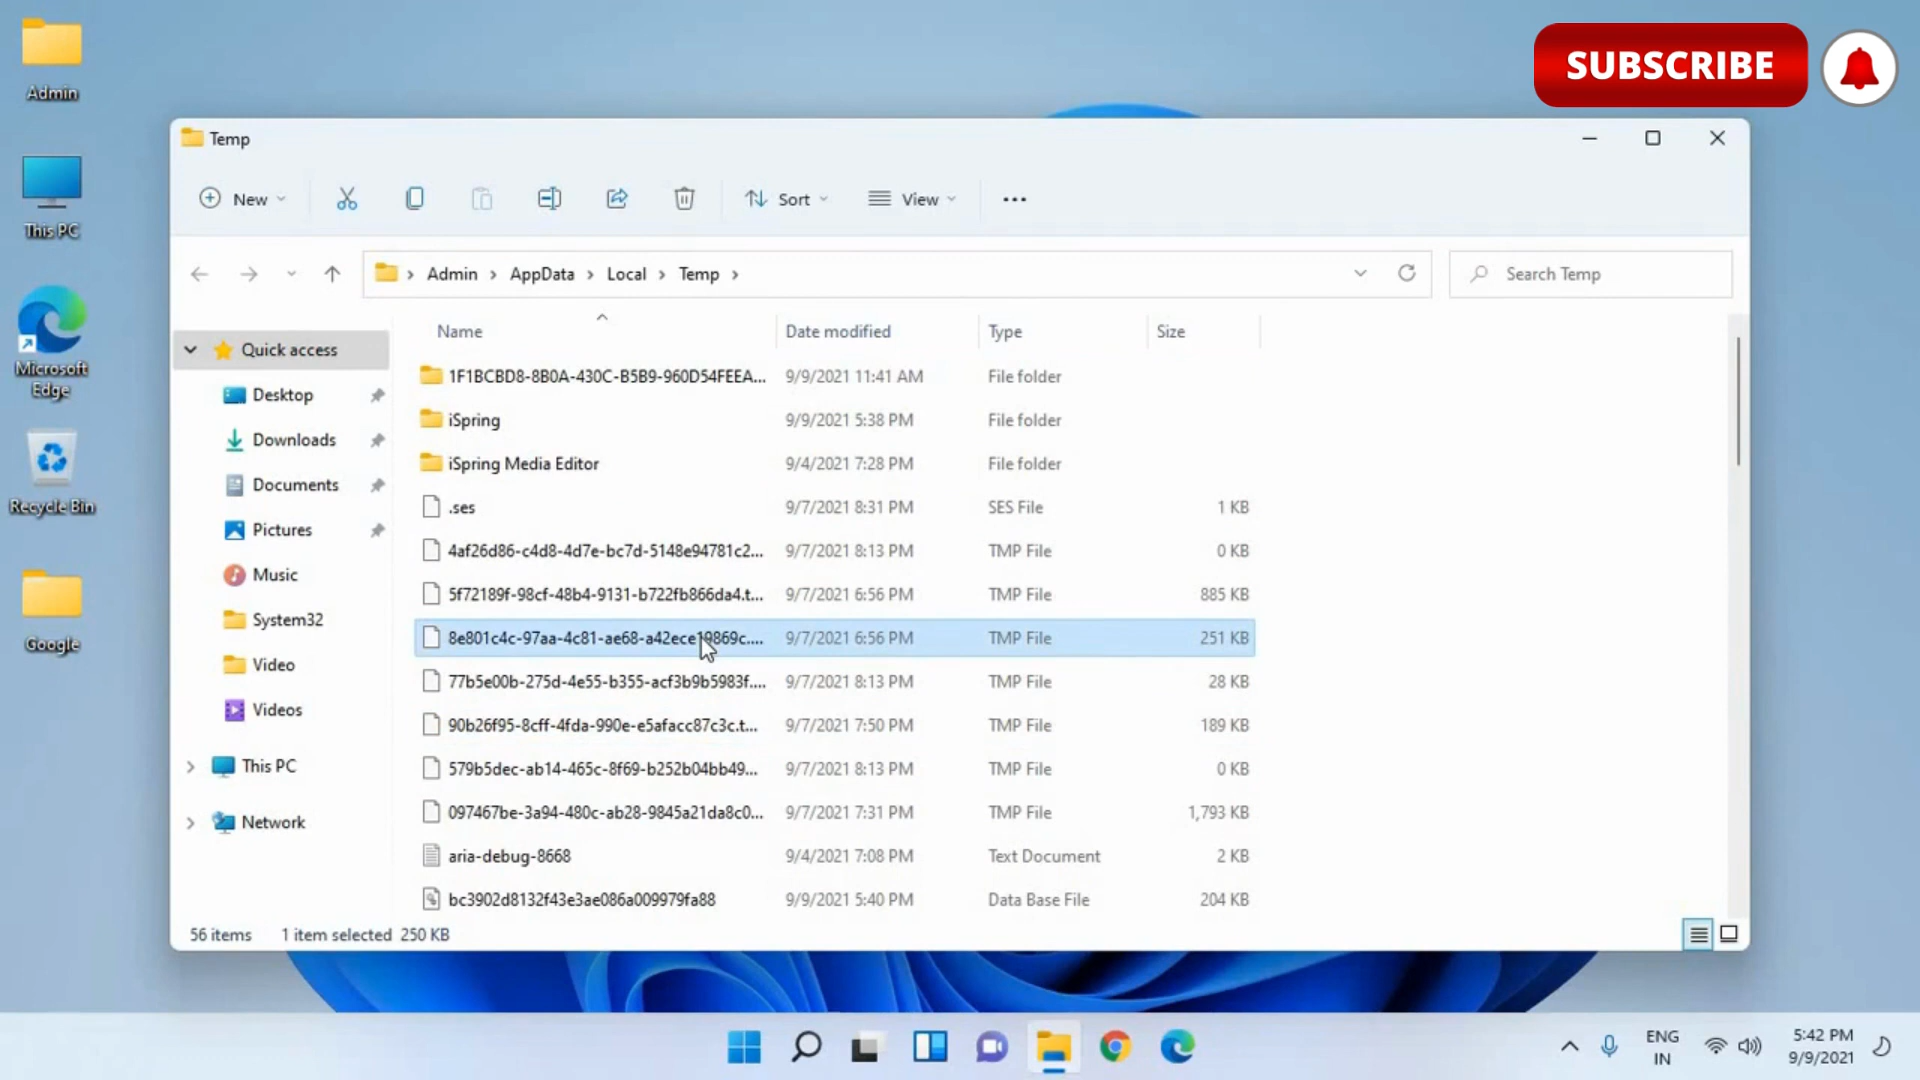 SUBSCRIBE
Admin
This PC
Microsoft
Edge
Recycle Bin
Google
Temp
New
Sort
View
Admin > AppData > Local > Temp >
Search Temp
Quick access
Desktop
Downloads
Documents
Pictures
Music
System32
Video
Videos
This PC
Network
Name Date modified Type Size
1F1BCBD8-8B0A-430C-B5B9-960D54FEEA... 9/9/2021 11:41 AM File folder
iSpring 9/9/2021 5:38 PM File folder
iSpring Media Editor 9/4/2021 7:28 PM File folder
.ses 9/7/2021 8:31 PM SES File 1 KB
4af26d86-c4d8-4d7e-bc7d-5148e94781c2... 9/7/2021 8:13 PM TMP File 0 KB
5f72189f-98cf-48b4-9131-b722fb866da4.t... 9/7/2021 6:56 PM TMP File 885 KB
8e801c4c-97aa-4c81-ae68-a42ece19869c.... 9/7/2021 6:56 PM TMP File 251 KB
77b5e00b-275d-4e55-b355-acf3b9b5983f.... 9/7/2021 8:13 PM TMP File 28 KB
90b26f95-8cff-4fda-990e-e5afacc87c3c.t... 9/7/2021 7:50 PM TMP File 189 KB
579b5dec-ab14-465c-8f69-b252b04bb49... 9/7/2021 8:13 PM TMP File 0 KB
097467be-3a94-480c-ab28-9845a21da8c0... 9/7/2021 7:31 PM TMP File 1,793 KB
aria-debug-8668 9/4/2021 7:08 PM Text Document 2 KB
bc3902d8132f43e3ae086a009979fa88 9/9/2021 5:40 PM Data Base File 204 KB
56 items 1 item selected 250 KB
ENG
IN
5:42 PM
9/9/2021